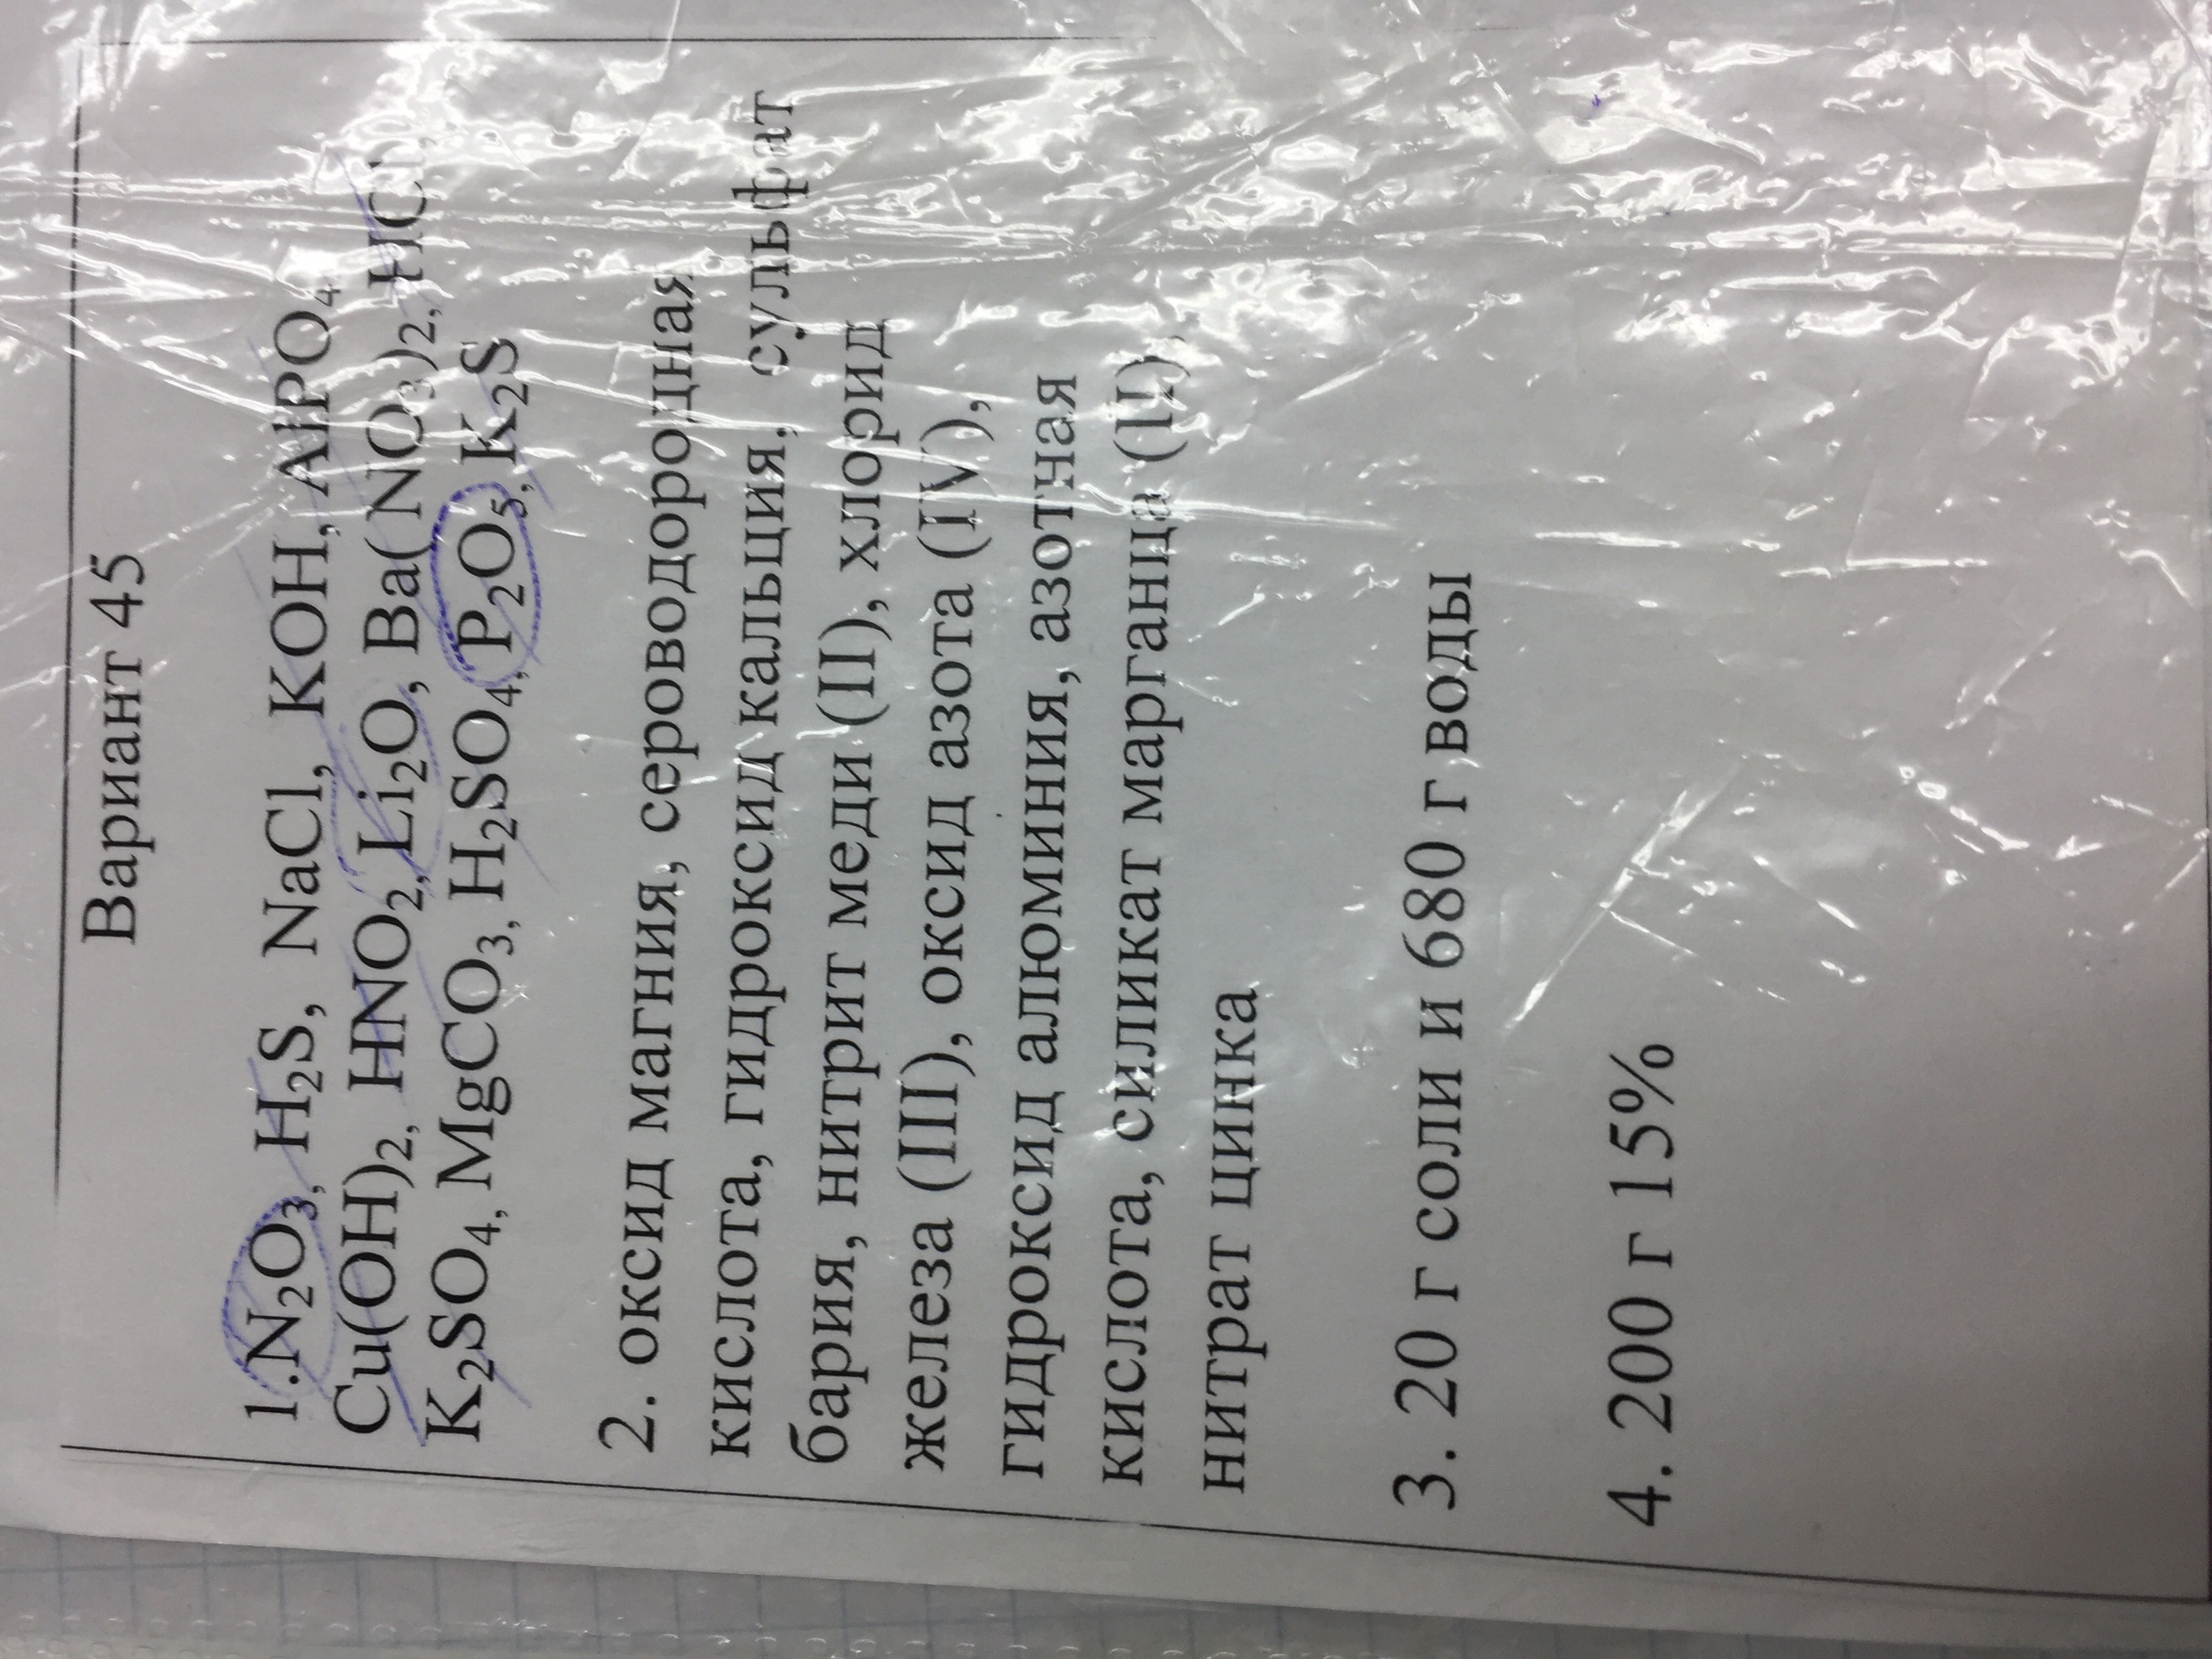 Вариант 45
1.N₂O₃, H₂S, NaCl, KOH, AlPO₄
Cu(OH)₂, HNO₂, Li₂O, Ba(NO₃)₂, HCl,
K₂SO₄, MgCO₃, H₂SO₄, P₂O₅, K₂S
2. оксид магния, сероводородная
кислота, гидроксид кальция, сульфат
бария, нитрит меди (II), хлорид
железа (III), оксид азота (IV),
гидроксид алюминия, азотная
кислота, силикат марганца (II),
нитрат цинка
3. 20 г соли и 680 г воды
4. 200 г 15%